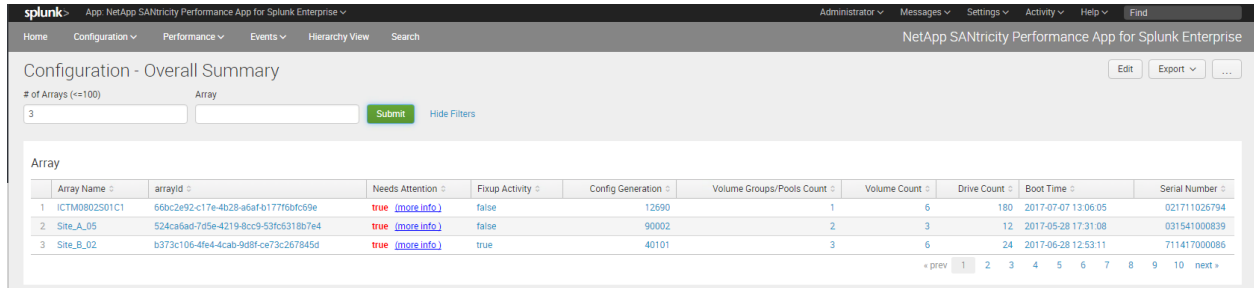 splunk> App: NetApp SANtricity Performance App for Splunk Enterprise Administrator Messages Settings Activity Help Find
Home Configuration Performance Events Hierarchy View Search NetApp SANtricity Performance App for Splunk Enterprise
Configuration - Overall Summary Edit Export ...
# of Arrays (<=100) Array
3 Submit Hide Filters
Array
Array Name arrayId Needs Attention Fixup Activity Config Generation Volume Groups/Pools Count Volume Count Drive Count Boot Time Serial Number
1 ICTM0802S01C1 66bc2e92-c17e-4b28-a6af-b177f6bfc69e true (more info ) false 12690 1 6 180 2017-07-07 13:06:05 021711026794
2 Site_A_05 524ca6ad-7d5e-4219-8cc9-53fc6318b7e4 true (more info ) false 90002 2 3 12 2017-05-28 17:31:08 031541000839
3 Site_B_02 b373c106-4fe4-4cab-9d8f-ce73c267845d true (more info ) true 40101 3 6 24 2017-06-28 12:53:11 711417000086
« prev 1 2 3 4 5 6 7 8 9 10 next »